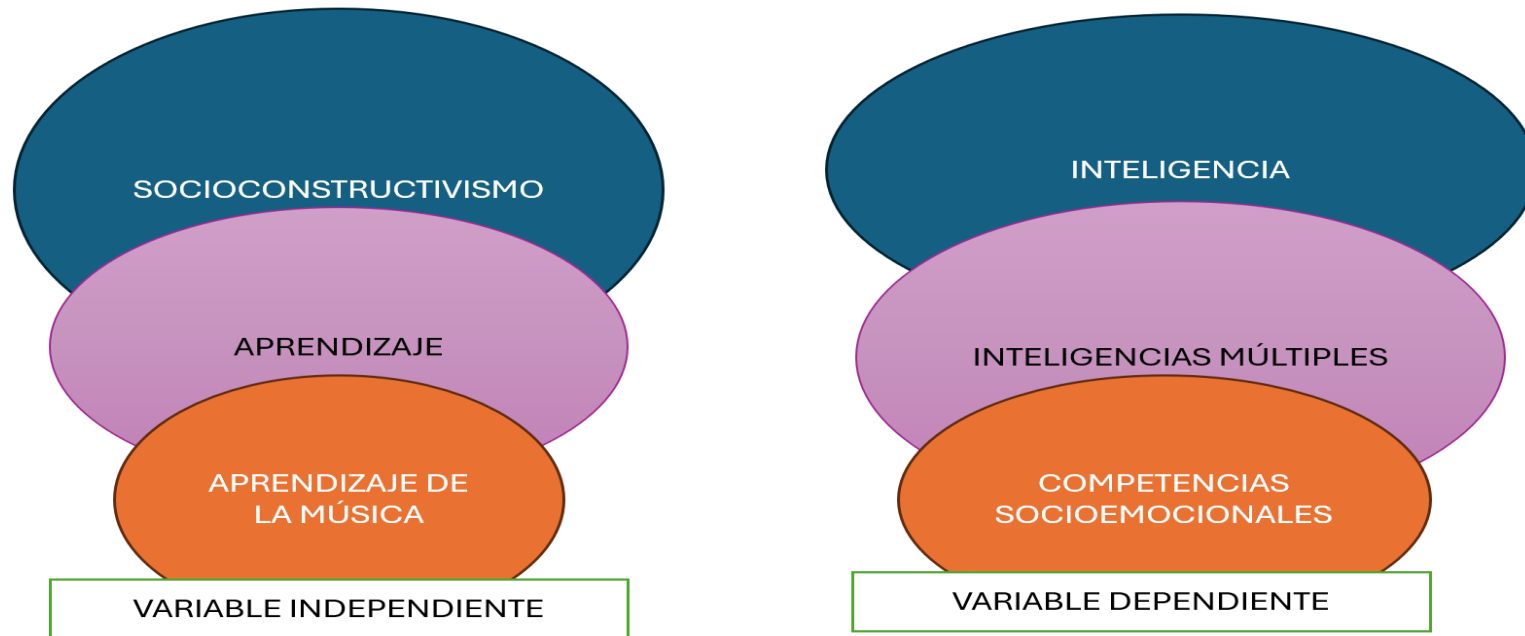 SOCIOCONSTRUCTIVISMO
APRENDIZAJE
APRENDIZAJE DE
LA MÚSICA
VARIABLE INDEPENDIENTE
INTELIGENCIA
INTELIGENCIAS MÚLTIPLES
COMPETENCIAS
SOCIOEMOCIONALES
VARIABLE DEPENDIENTE